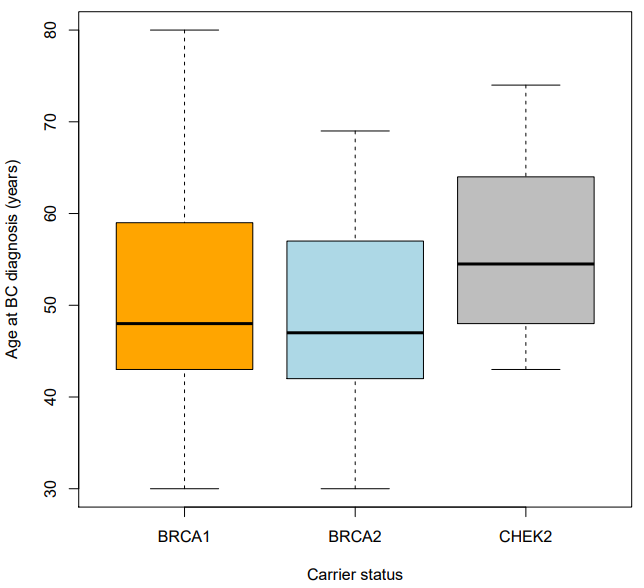 Age at BC diagnosis (years)
80
70
60
50
40
30
BRCA1 BRCA2 CHEK2
Carrier status